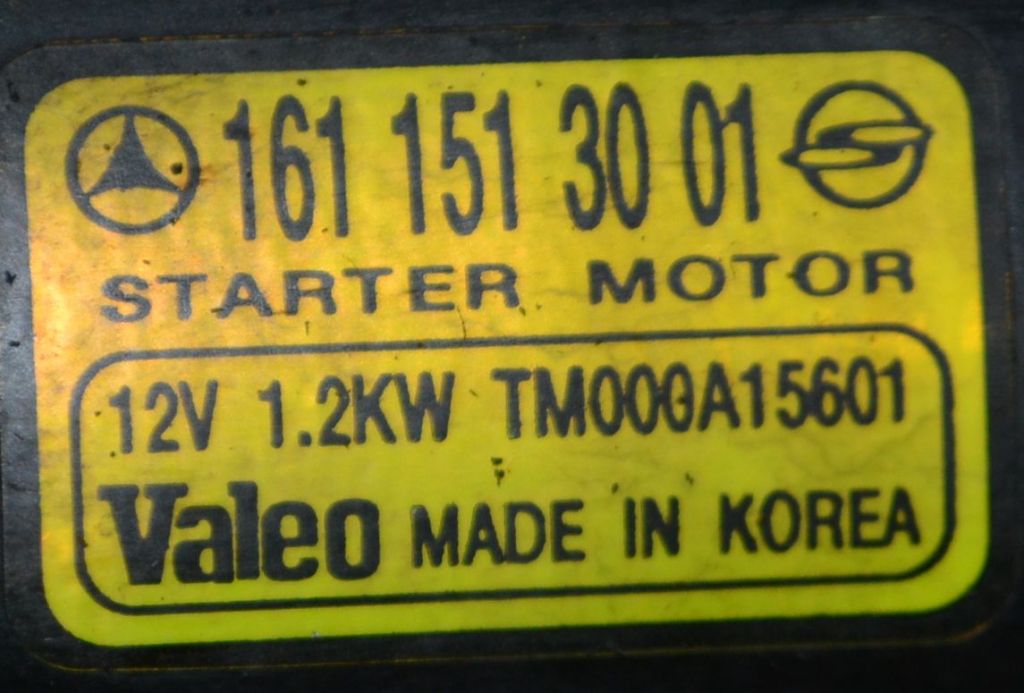 161 151 30 01
STARTER MOTOR
12V 1.2KW TM000A15601
Valeo MADE IN KOREA